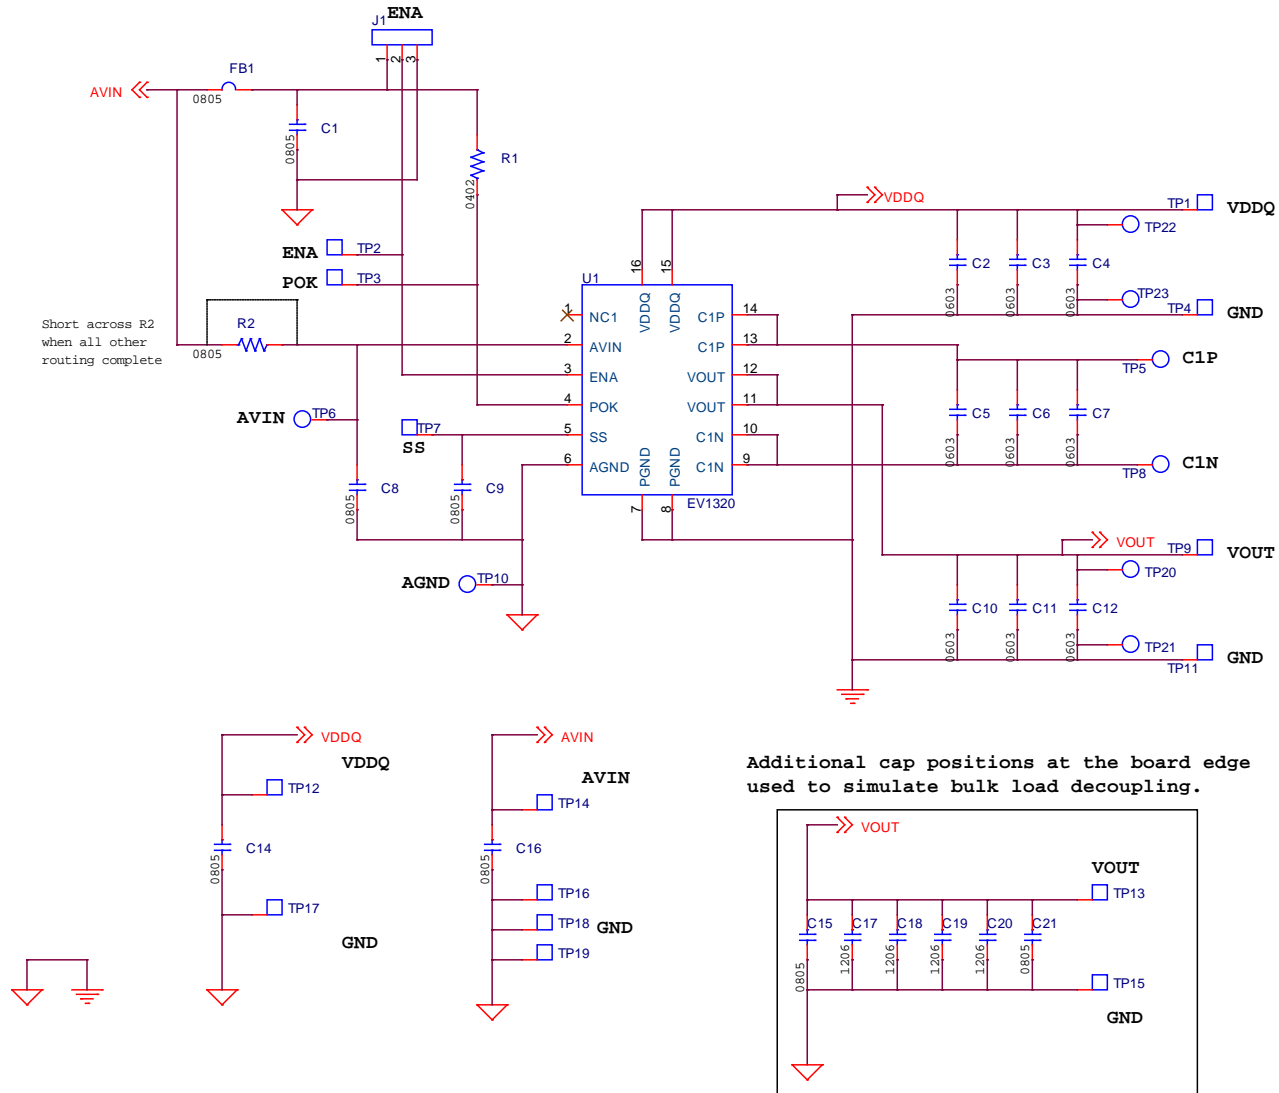 ENA
J1
1 2 3
FB1
AVIN
0805
C1
0805
R1
0402
VDDQ
TP1 VDDQ
TP22
ENA TP2
POK TP3
C2 C3 C4
0603 0603 0603
TP23
TP4 GND
U1
16 15
VDDQ VDDQ
1 NC1
2 AVIN
3 ENA
4 POK
5 SS
6 AGND
C1P 14
C1P 13
VOUT 12
VOUT 11
C1N 10
C1N 9
PGND PGND
7 8
EV1320
Short across R2
when all other
routing complete
R2
0805
TP5 C1P
AVIN TP6
TP7
SS
C5 C6 C7
0603 0603 0603
TP8 C1N
C8 C9
0805 0805
VOUT
TP9 VOUT
TP20
AGND TP10
C10 C11 C12
0603 0603 0603
TP21
GND
TP11
VDDQ
VDDQ
TP12
C14
0805
TP17
GND
AVIN
AVIN
TP14
C16
0805
TP16
TP18 GND
TP19
Additional cap positions at the board edge
used to simulate bulk load decoupling.
VOUT
VOUT
TP13
C15 C17 C18 C19 C20 C21
0805 1206 1206 1206 1206 0805
TP15
GND